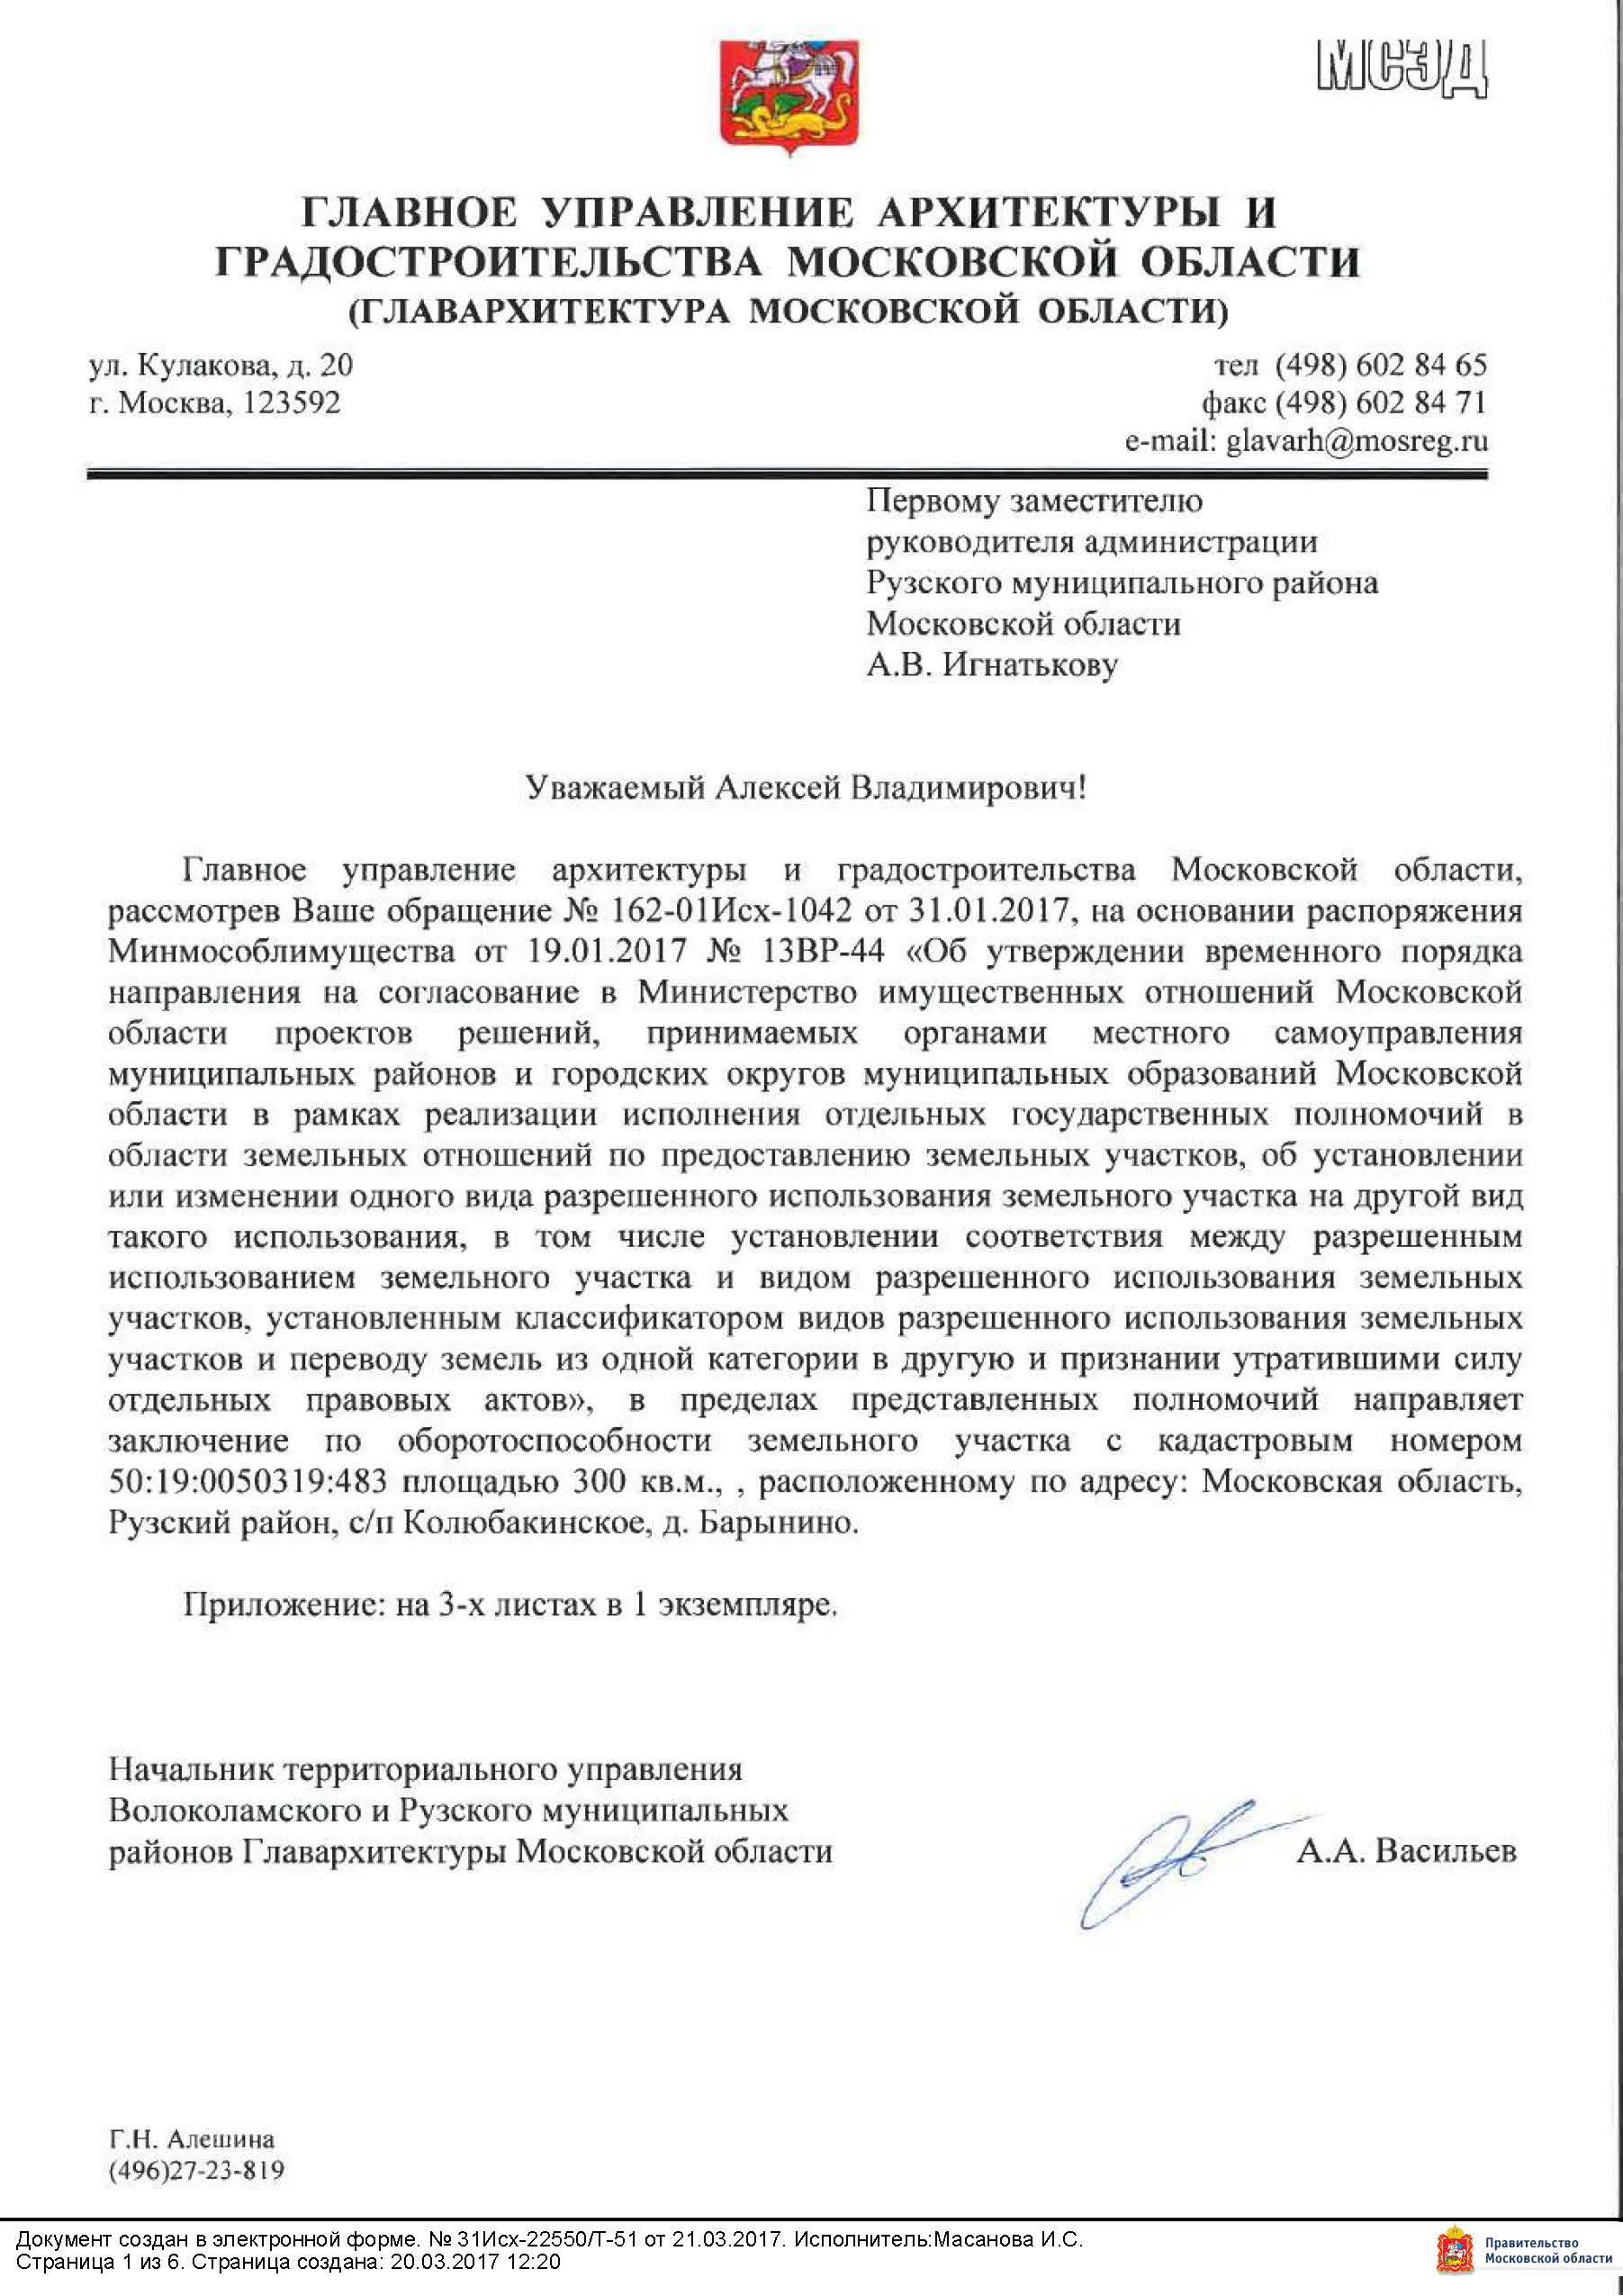 МСЭД
ГЛАВНОЕ УПРАВЛЕНИЕ АРХИТЕКТУРЫ И
ГРАДОСТРОИТЕЛЬСТВА МОСКОВСКОЙ ОБЛАСТИ
(ГЛАВАРХИТЕКТУРА МОСКОВСКОЙ ОБЛАСТИ)
ул. Кулакова, д. 20
г. Москва, 123592
тел (498) 602 84 65
факс (498) 602 84 71
e-mail: glavarh@mosreg.ru
Первому заместителю
руководителя администрации
Рузского муниципального района
Московской области
А.В. Игнатькову
Уважаемый Алексей Владимирович!
Главное управление архитектуры и градостроительства Московской области,
рассмотрев Ваше обращение № 162-01Исх-1042 от 31.01.2017, на основании распоряжения
Минмособлимущества от 19.01.2017 № 13ВР-44 «Об утверждении временного порядка
направления на согласование в Министерство имущественных отношений Московской
области проектов решений, принимаемых органами местного самоуправления
муниципальных районов и городских округов муниципальных образований Московской
области в рамках реализации исполнения отдельных государственных полномочий в
области земельных отношений по предоставлению земельных участков, об установлении
или изменении одного вида разрешенного использования земельного участка на другой вид
такого использования, в том числе установлении соответствия между разрешенным
использованием земельного участка и видом разрешенного использования земельных
участков, установленным классификатором видов разрешенного использования земельных
участков и переводу земель из одной категории в другую и признании утратившими силу
отдельных правовых актов», в пределах представленных полномочий направляет
заключение по оборотоспособности земельного участка с кадастровым номером
50:19:0050319:483 площадью 300 кв.м., , расположенному по адресу: Московская область,
Рузский район, с/п Колюбакинское, д. Барынино.
Приложение: на 3-х листах в 1 экземпляре.
Начальник территориального управления
Волоколамского и Рузского муниципальных
районов Главархитектуры Московской области
А.А. Васильев
Г.Н. Алешина
(496)27-23-819
Документ создан в электронной форме. № 31Исх-22550/Т-51 от 21.03.2017. Исполнитель:Масанова И.С.
Страница 1 из 6. Страница создана: 20.03.2017 12:20
Правительство
Московской области